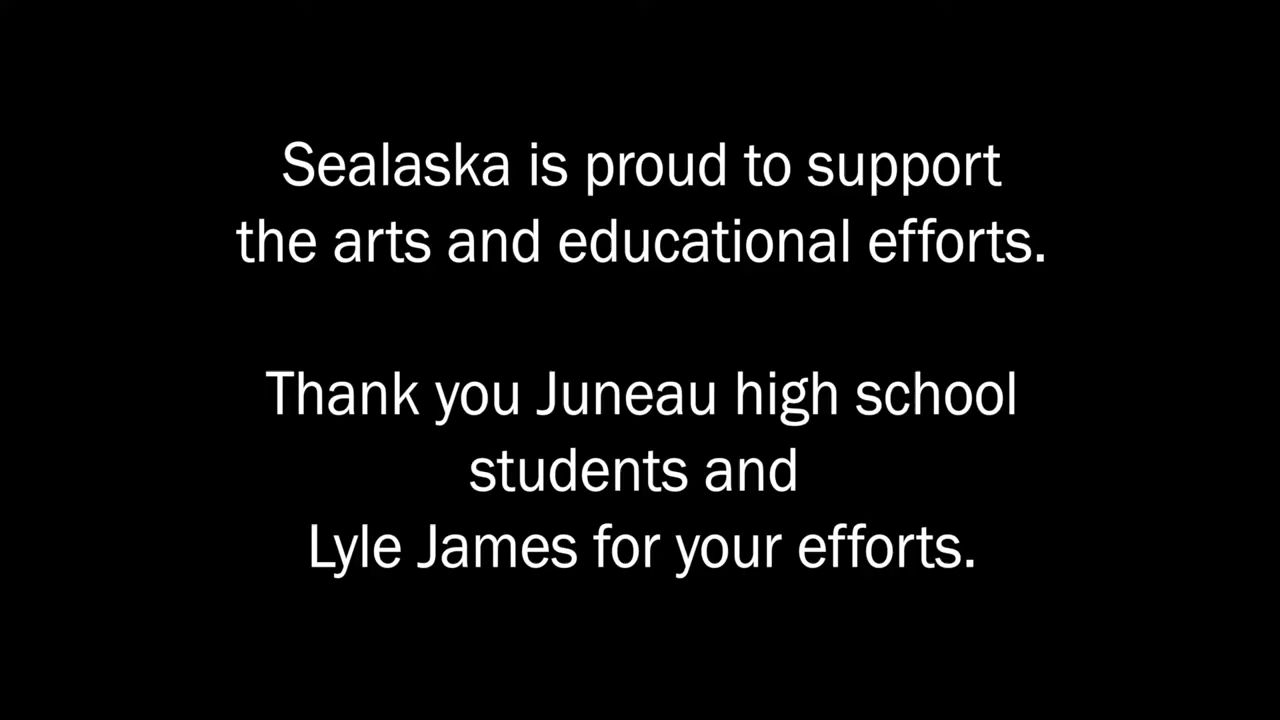 Sealaska is proud to support
the arts and educational efforts.
Thank you Juneau high school
students and
Lyle James for your efforts.